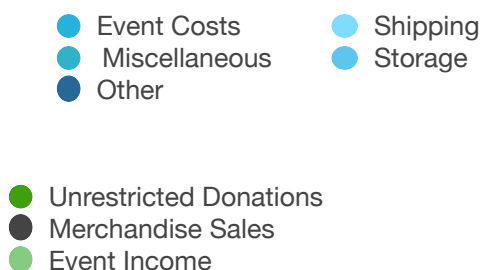 Event Costs Shipping
Miscellaneous Storage
Other
Unrestricted Donations
Merchandise Sales
Event Income